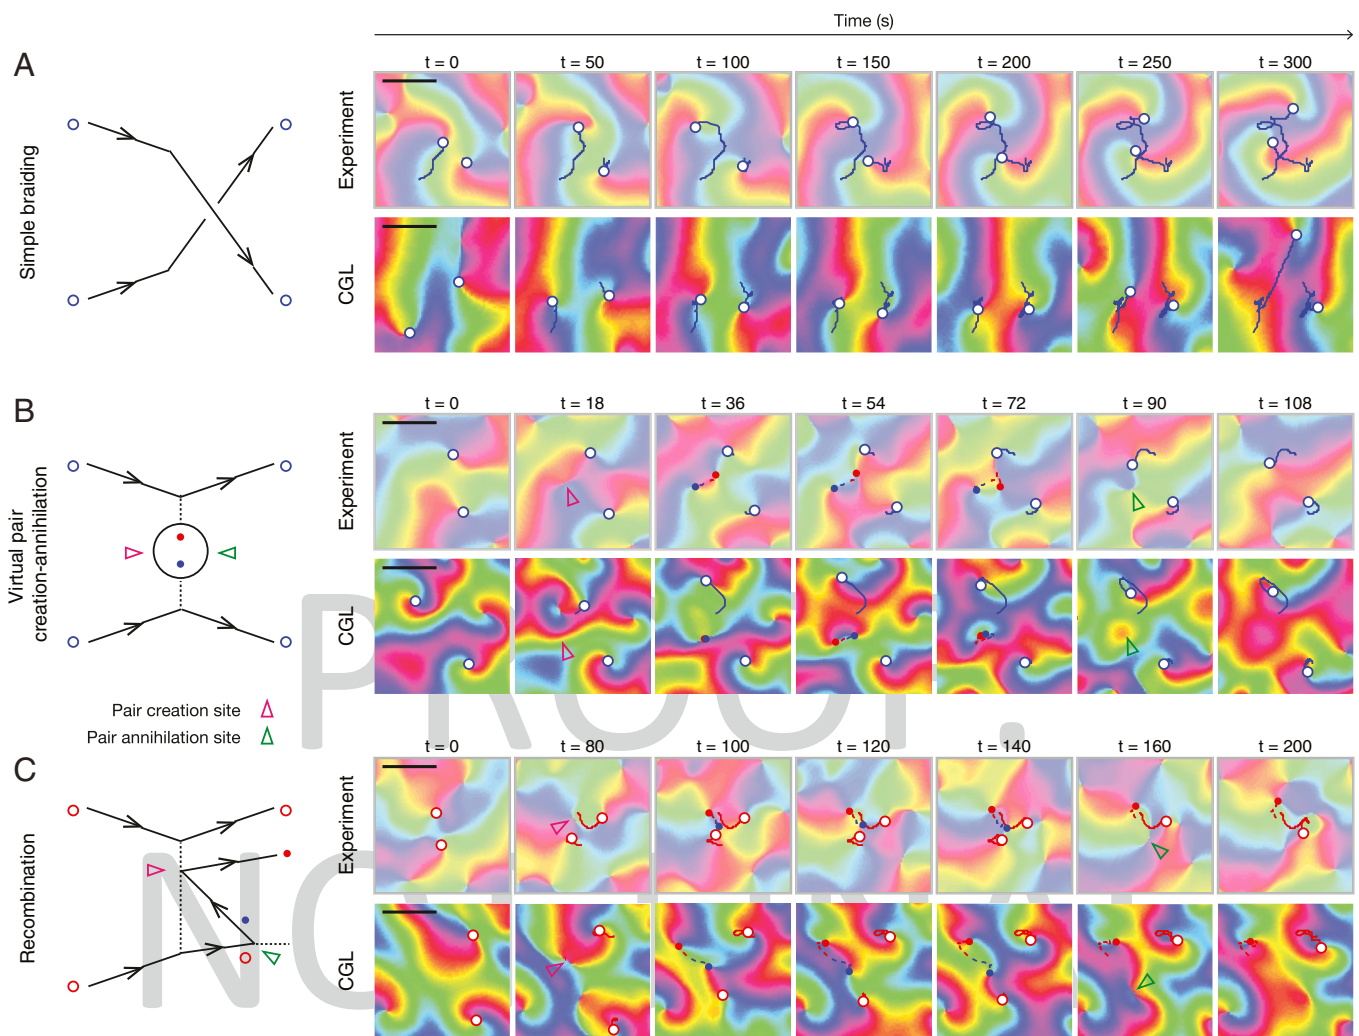 Time (s)
A
t = 0 t = 50 t = 100 t = 150 t = 200 t = 250 t = 300
Simple braiding
Experiment
CGL
B
t = 0 t = 18 t = 36 t = 54 t = 72 t = 90 t = 108
Virtual pair
creation-annihilation
Experiment
CGL
Pair creation site
Pair annihilation site
C
t = 0 t = 80 t = 100 t = 120 t = 140 t = 160 t = 200
Recombination
Experiment
CGL